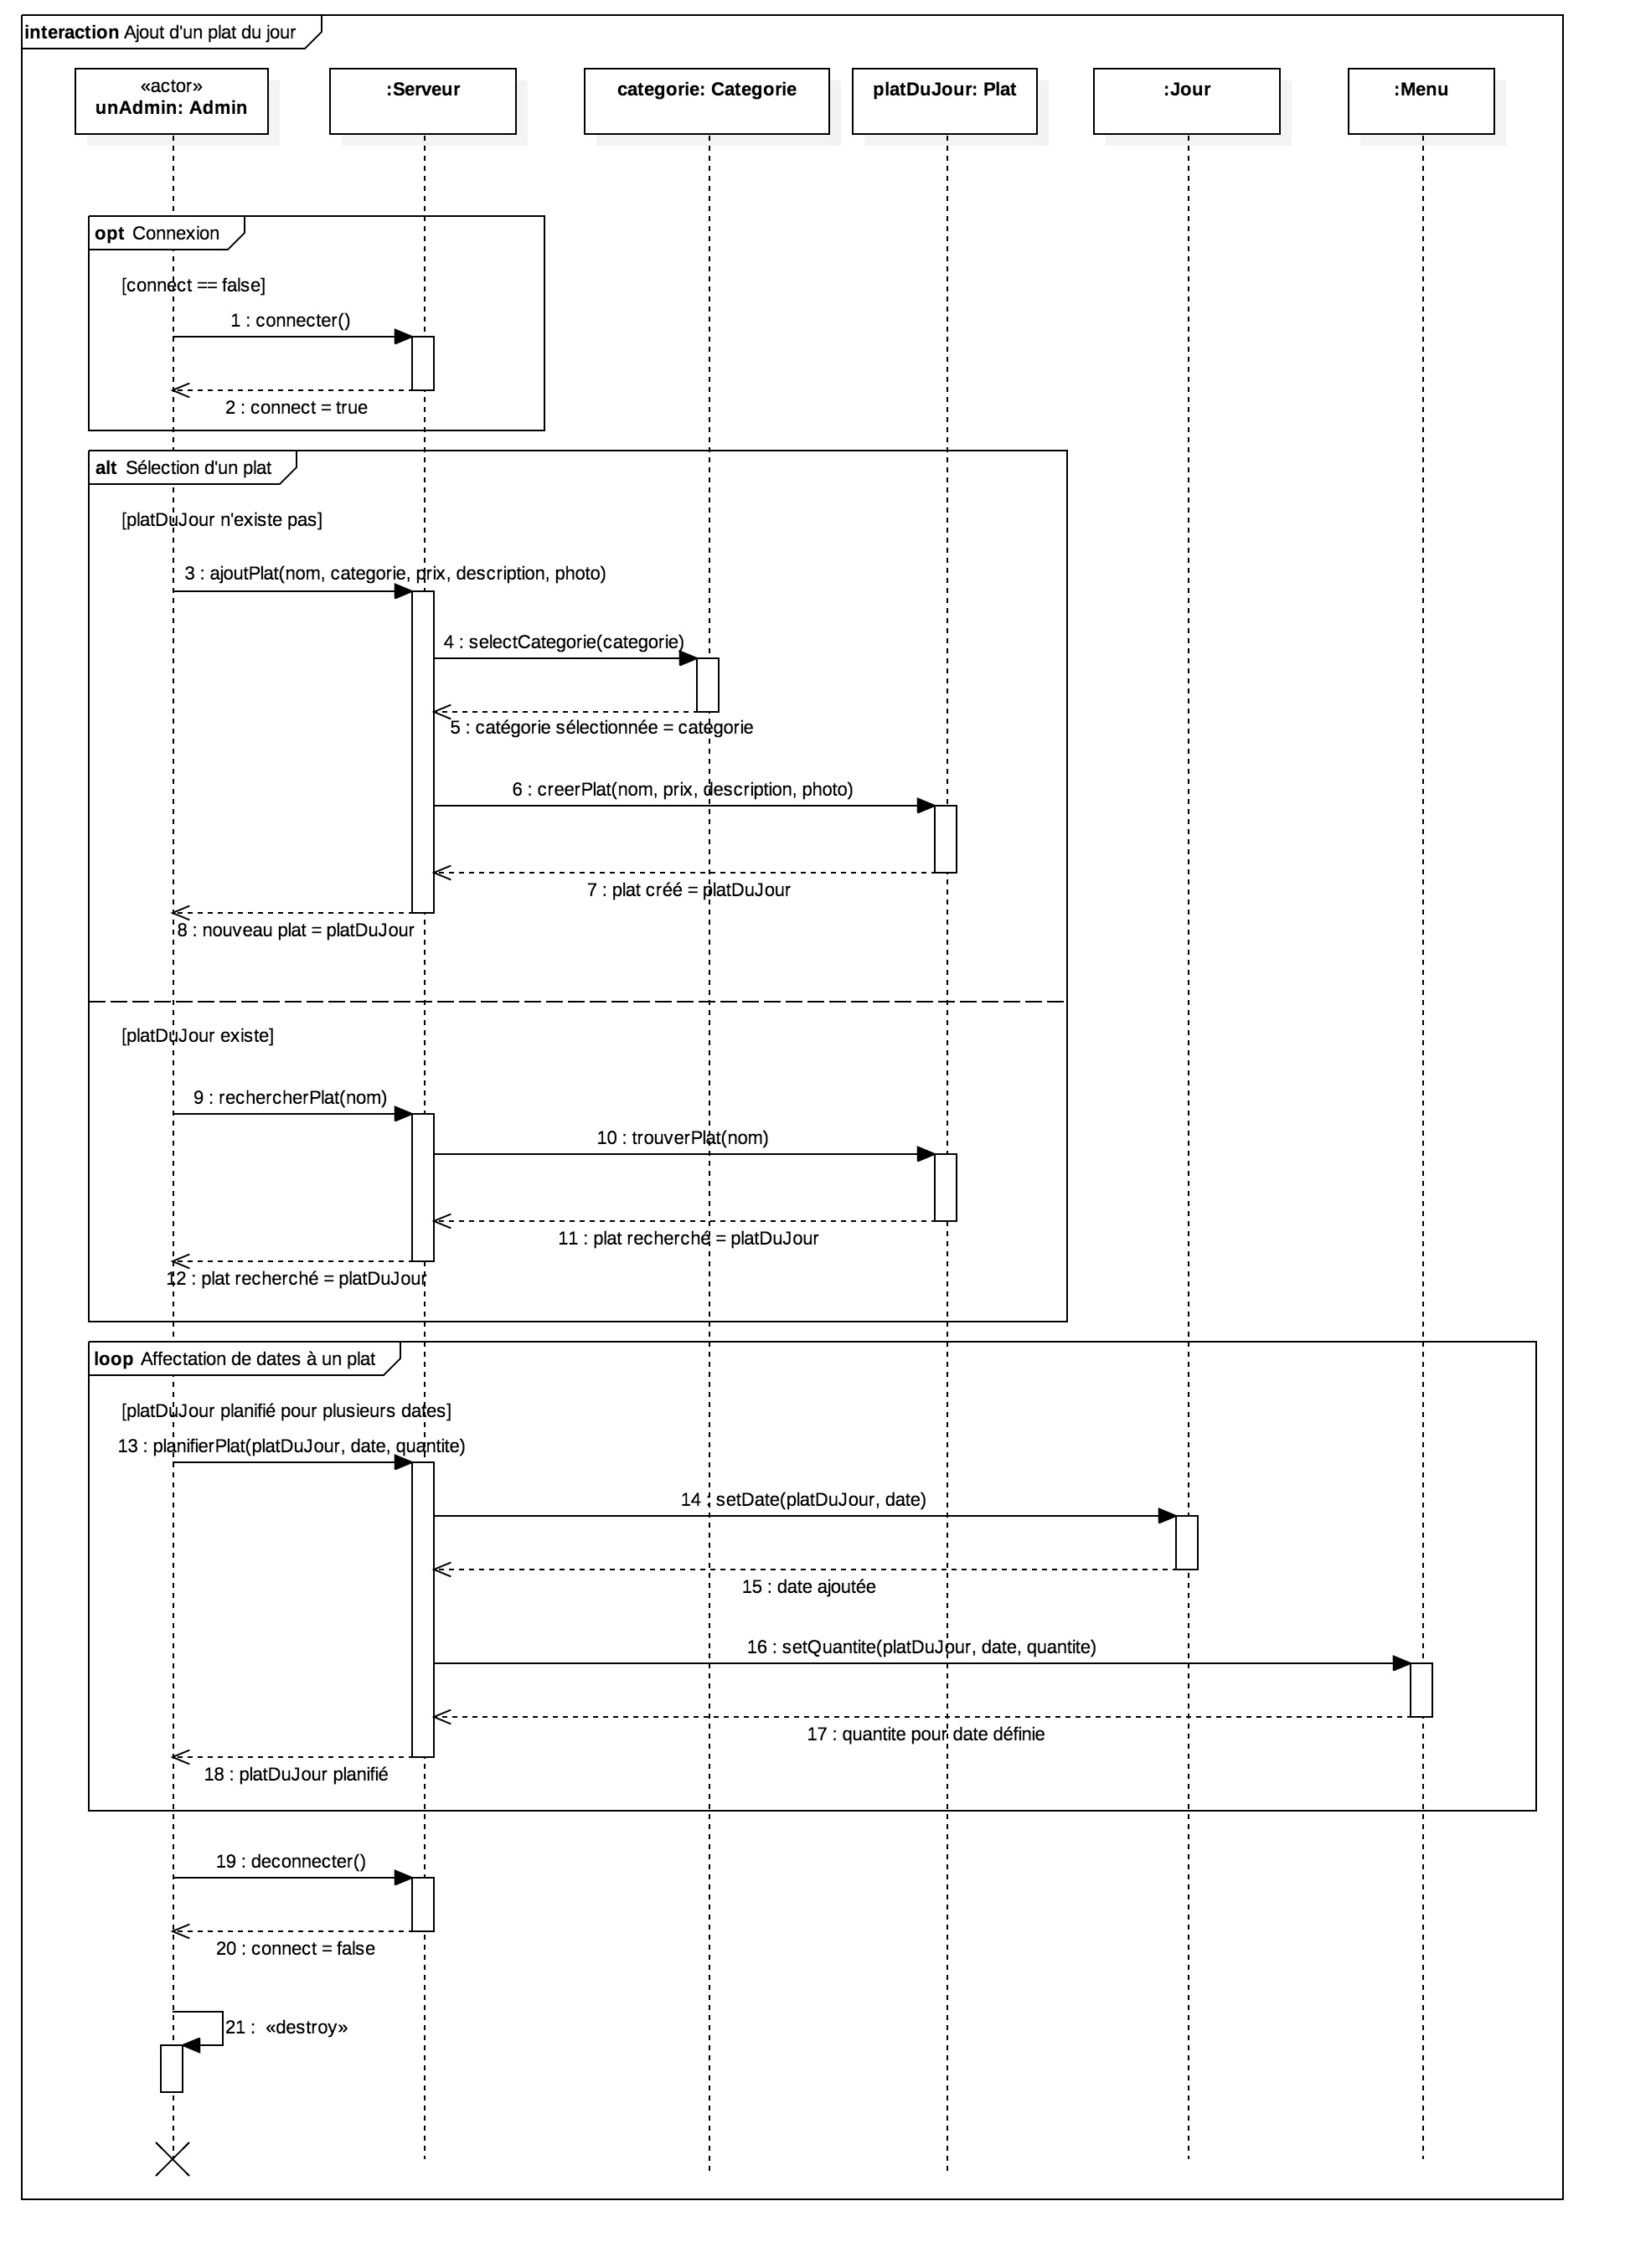 interaction Ajout d'un plat du jour
«actor»
unAdmin: Admin
:Serveur
categorie: Categorie
platDuJour: Plat
:Jour
:Menu
opt Connexion
[connect == false]
1 : connecter()
2 : connect = true
alt Sélection d'un plat
[platDuJour n'existe pas]
3 : ajoutPlat(nom, categorie, prix, description, photo)
4 : selectCategorie(categorie)
5 : catégorie sélectionnée = categorie
6 : creerPlat(nom, prix, description, photo)
7 : plat créé = platDuJour
8 : nouveau plat = platDuJour
[platDuJour existe]
9 : rechercherPlat(nom)
10 : trouverPlat(nom)
11 : plat recherché = platDuJour
12 : plat recherché = platDuJour
loop Affectation de dates à un plat
[platDuJour planifié pour plusieurs dates]
13 : planifierPlat(platDuJour, date, quantite)
14 : setDate(platDuJour, date)
15 : date ajoutée
16 : setQuantite(platDuJour, date, quantite)
17 : quantite pour date définie
18 : platDuJour planifié
19 : deconnecter()
20 : connect = false
21 : «destroy»